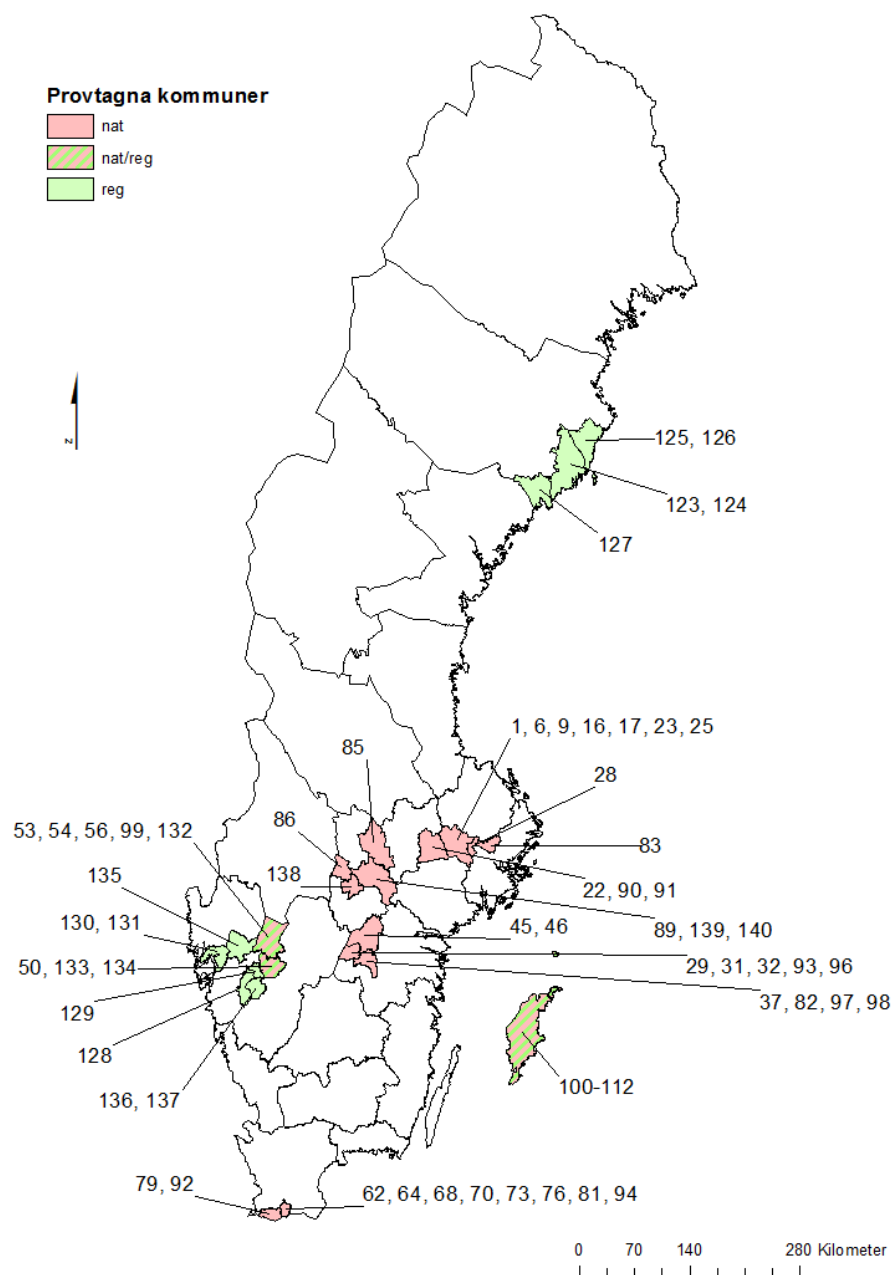 Provtagna kommuner
nat
nat/reg
reg
z
125, 126
123, 124
127
1, 6, 9, 16, 17, 23, 25
85
28
53, 54, 56, 99, 132
86
83
138
135
22, 90, 91
130, 131
45, 46
89, 139, 140
50, 133, 134
29, 31, 32, 93, 96
129
37, 82, 97, 98
128
136, 137
100-112
79, 92
62, 64, 68, 70, 73, 76, 81, 94
0 70 140 280 Kilometer